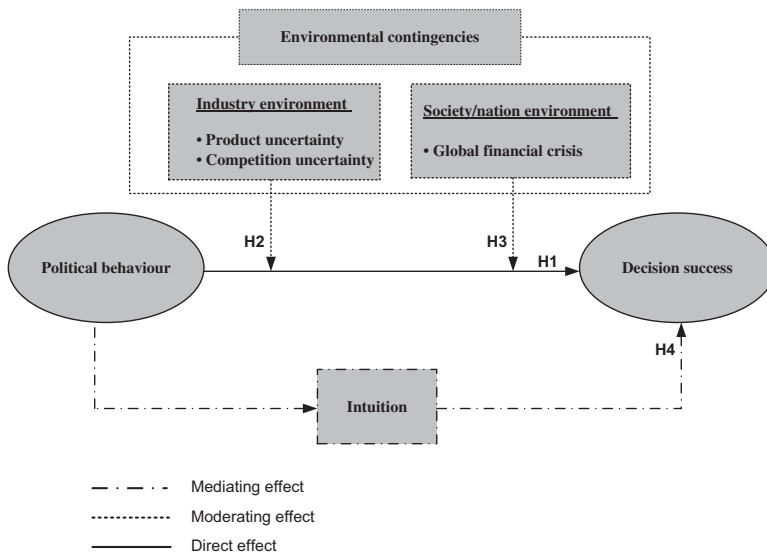 Environmental contingencies
Industry environment
• Product uncertainty
• Competition uncertainty
Society/nation environment
• Global financial crisis
H2
H3
H1
Political behaviour
Decision success
H4
Intuition
Mediating effect
Moderating effect
Direct effect